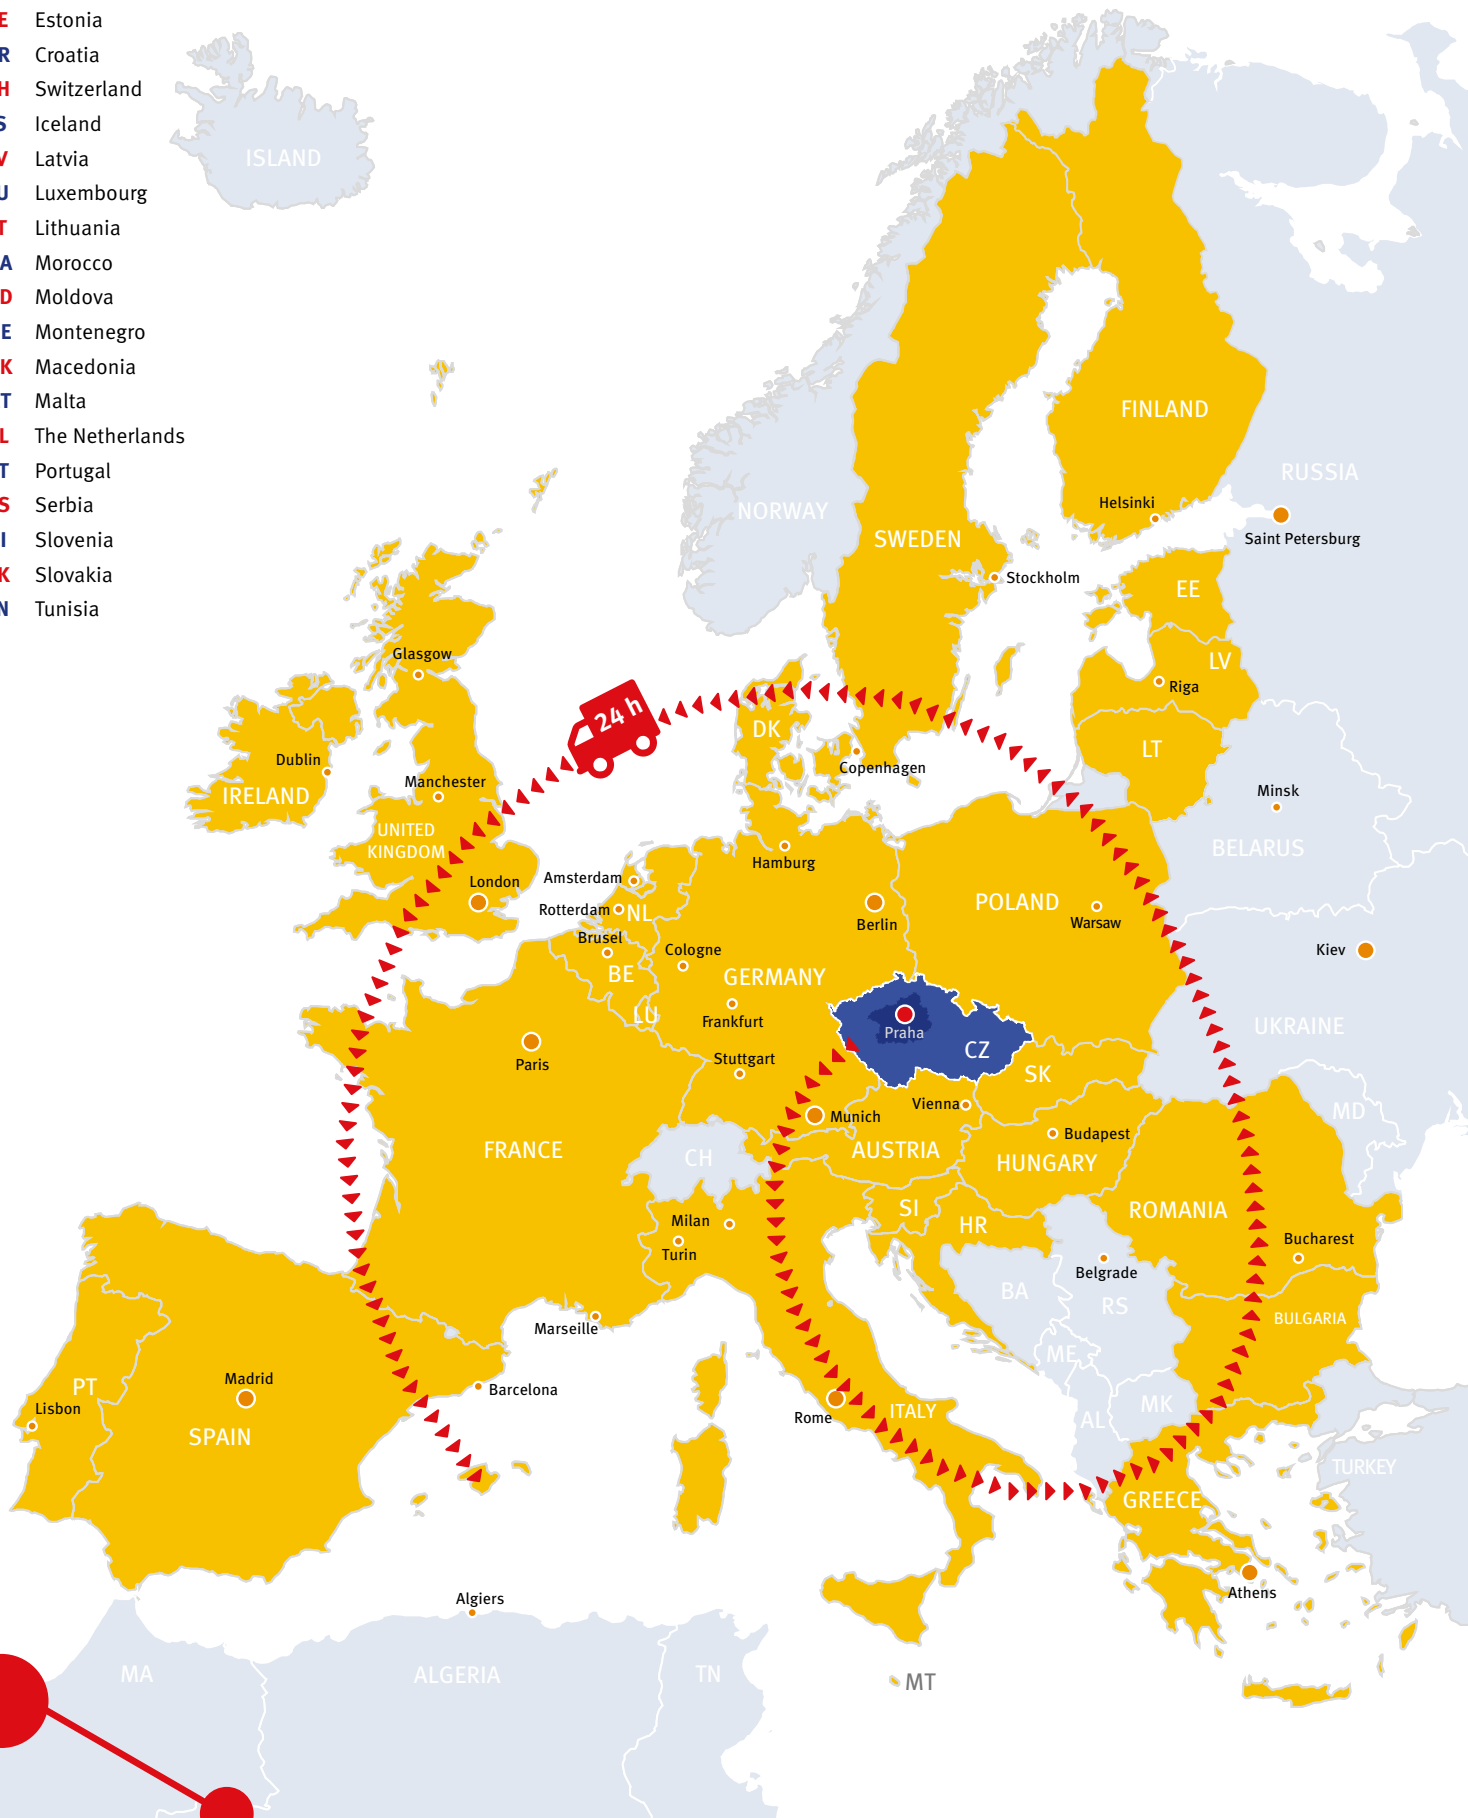 E Estonia
R Croatia
H Switzerland
S Iceland
V Latvia
U Luxembourg
T Lithuania
A Morocco
D Moldova
E Montenegro
K Macedonia
T Malta
L The Netherlands
T Portugal
S Serbia
I Slovenia
K Slovakia
N Tunisia
ISLAND
FINLAND
RUSSIA
NORWAY
Helsinki
SWEDEN
Saint Petersburg
Stockholm
EE
Glasgow
LV
Riga
24 h
DK
LT
Dublin
Copenhagen
Manchester
IRELAND
Minsk
UNITED
KINGDOM
BELARUS
Hamburg
Amsterdam
London
POLAND
Rotterdam
NL
Berlin
Warsaw
Brusel
Cologne
Kiev
BE
GERMANY
LU
Frankfurt
Praha
UKRAINE
CZ
Paris
Stuttgart
SK
Vienna
Munich
MD
Budapest
FRANCE
CH
AUSTRIA
HUNGARY
SI
HR
ROMANIA
Milan
Turin
Bucharest
Belgrade
BA
RS
BULGARIA
Marseille
ME
Madrid
PT
Barcelona
Lisbon
MK
Rome
ITALY
AL
SPAIN
TURKEY
GREECE
Algiers
Athens
MA
ALGERIA
TN
MT